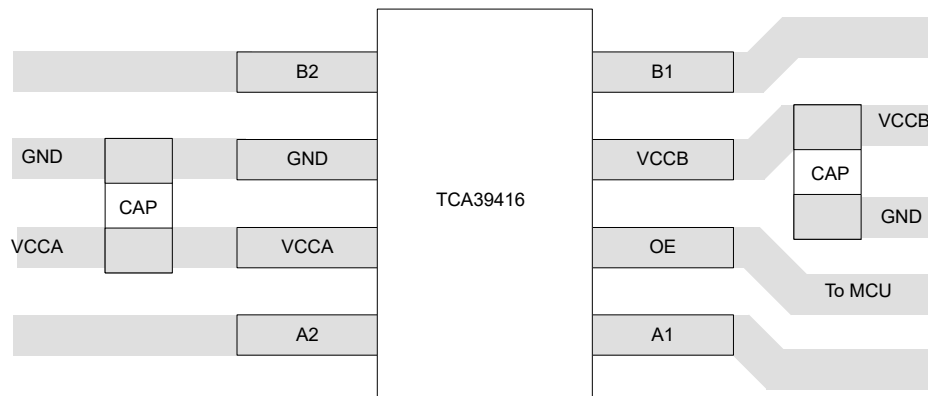 B2
B1
GND
GND
VCCB
VCCB
CAP
CAP
TCA39416
GND
VCCA
VCCA
OE
To MCU
A2
A1